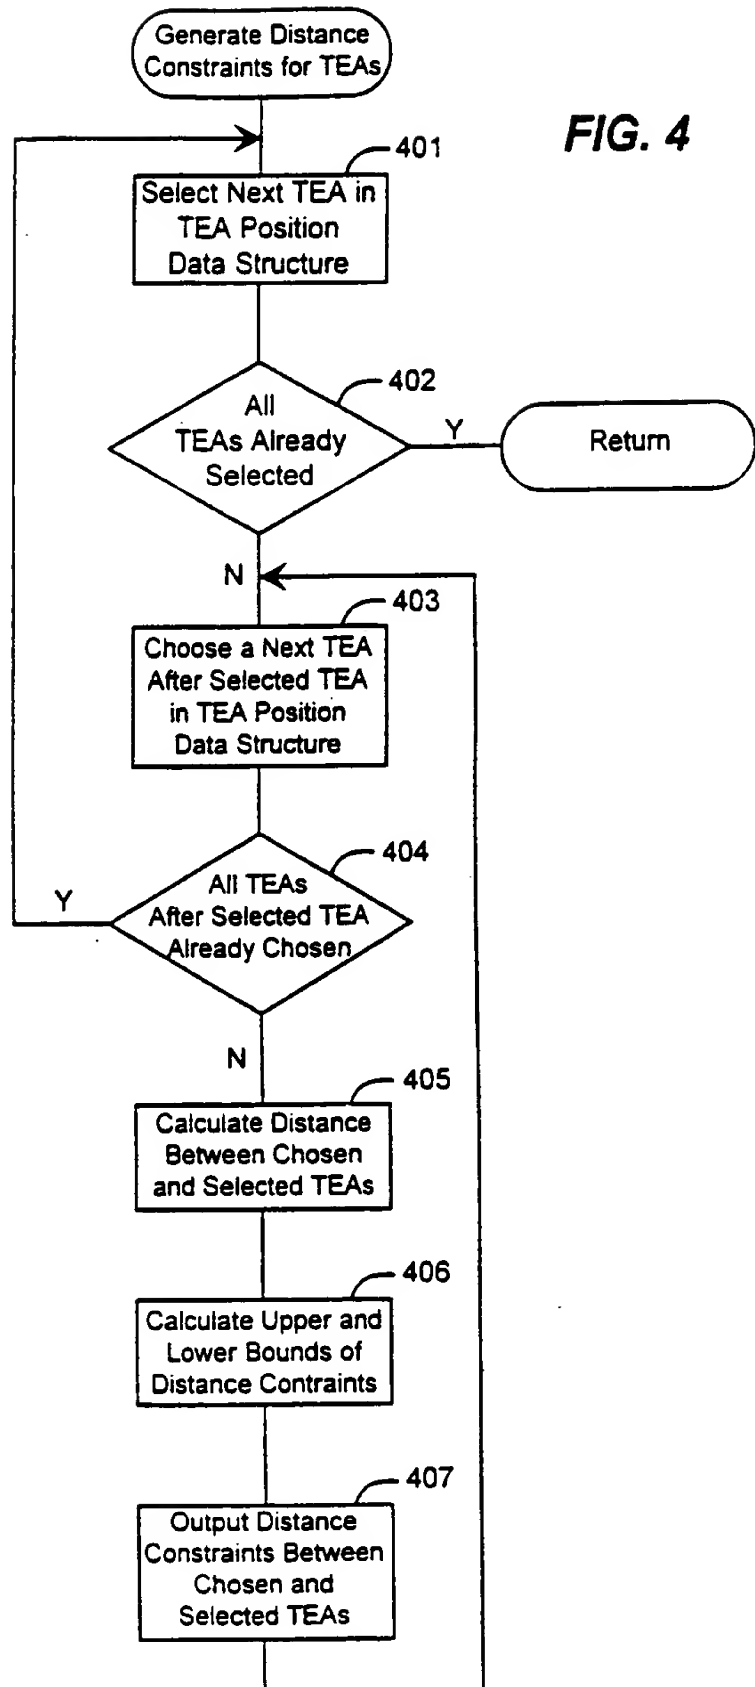 Generate Distance
Constraints for TEAs
FIG. 4
401
Select Next TEA in
TEA Position
Data Structure
402
All
TEAs Already
Selected
Y
Return
N
403
Choose a Next TEA
After Selected TEA
in TEA Position
Data Structure
404
All TEAs
After Selected TEA
Already Chosen
Y
N
405
Calculate Distance
Between Chosen
and Selected TEAs
406
Calculate Upper and
Lower Bounds of
Distance Contraints
407
Output Distance
Constraints Between
Chosen and
Selected TEAs